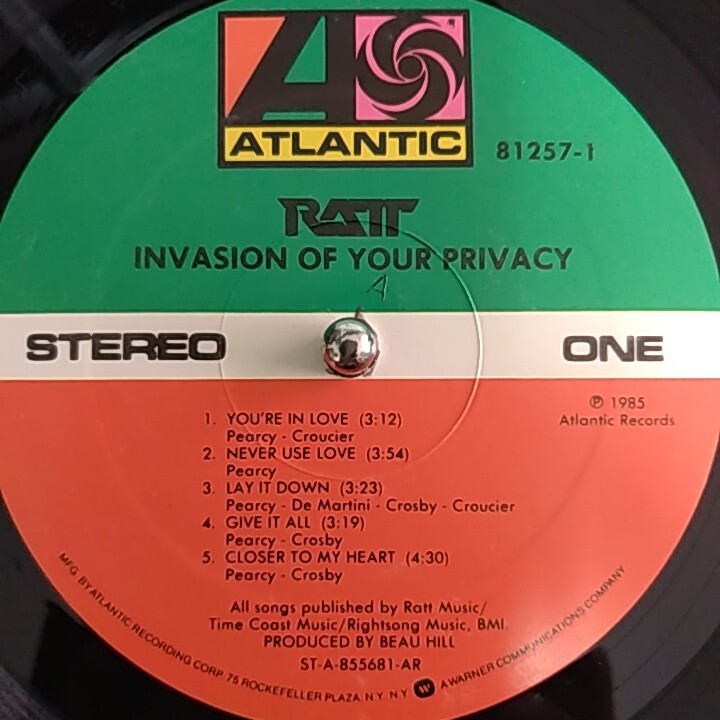 ATLANTIC
81257-1
RATT
INVASION OF YOUR PRIVACY
A
STEREO ONE
℗ 1985
Atlantic Records
1. YOU'RE IN LOVE (3:12)
Pearcy - Croucier
2. NEVER USE LOVE (3:54)
Pearcy
3. LAY IT DOWN (3:23)
Pearcy - De Martini - Crosby - Croucier
4. GIVE IT ALL (3:19)
Pearcy - Crosby
5. CLOSER TO MY HEART (4:30)
Pearcy - Crosby
All songs published by Ratt Music/
Time Coast Music/Rightsong Music, BMI.
PRODUCED BY BEAU HILL
ST-A-855681-AR
MFG. BY ATLANTIC RECORDING CORP. 75 ROCKEFELLER PLAZA, N.Y. N.Y. W A WARNER COMMUNICATIONS COMPANY